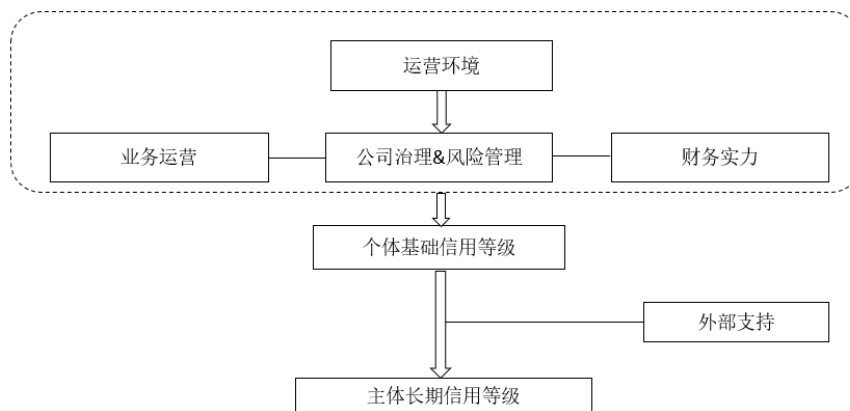 运营环境
业务运营
公司治理&风险管理
财务实力
个体基础信用等级
外部支持
主体长期信用等级